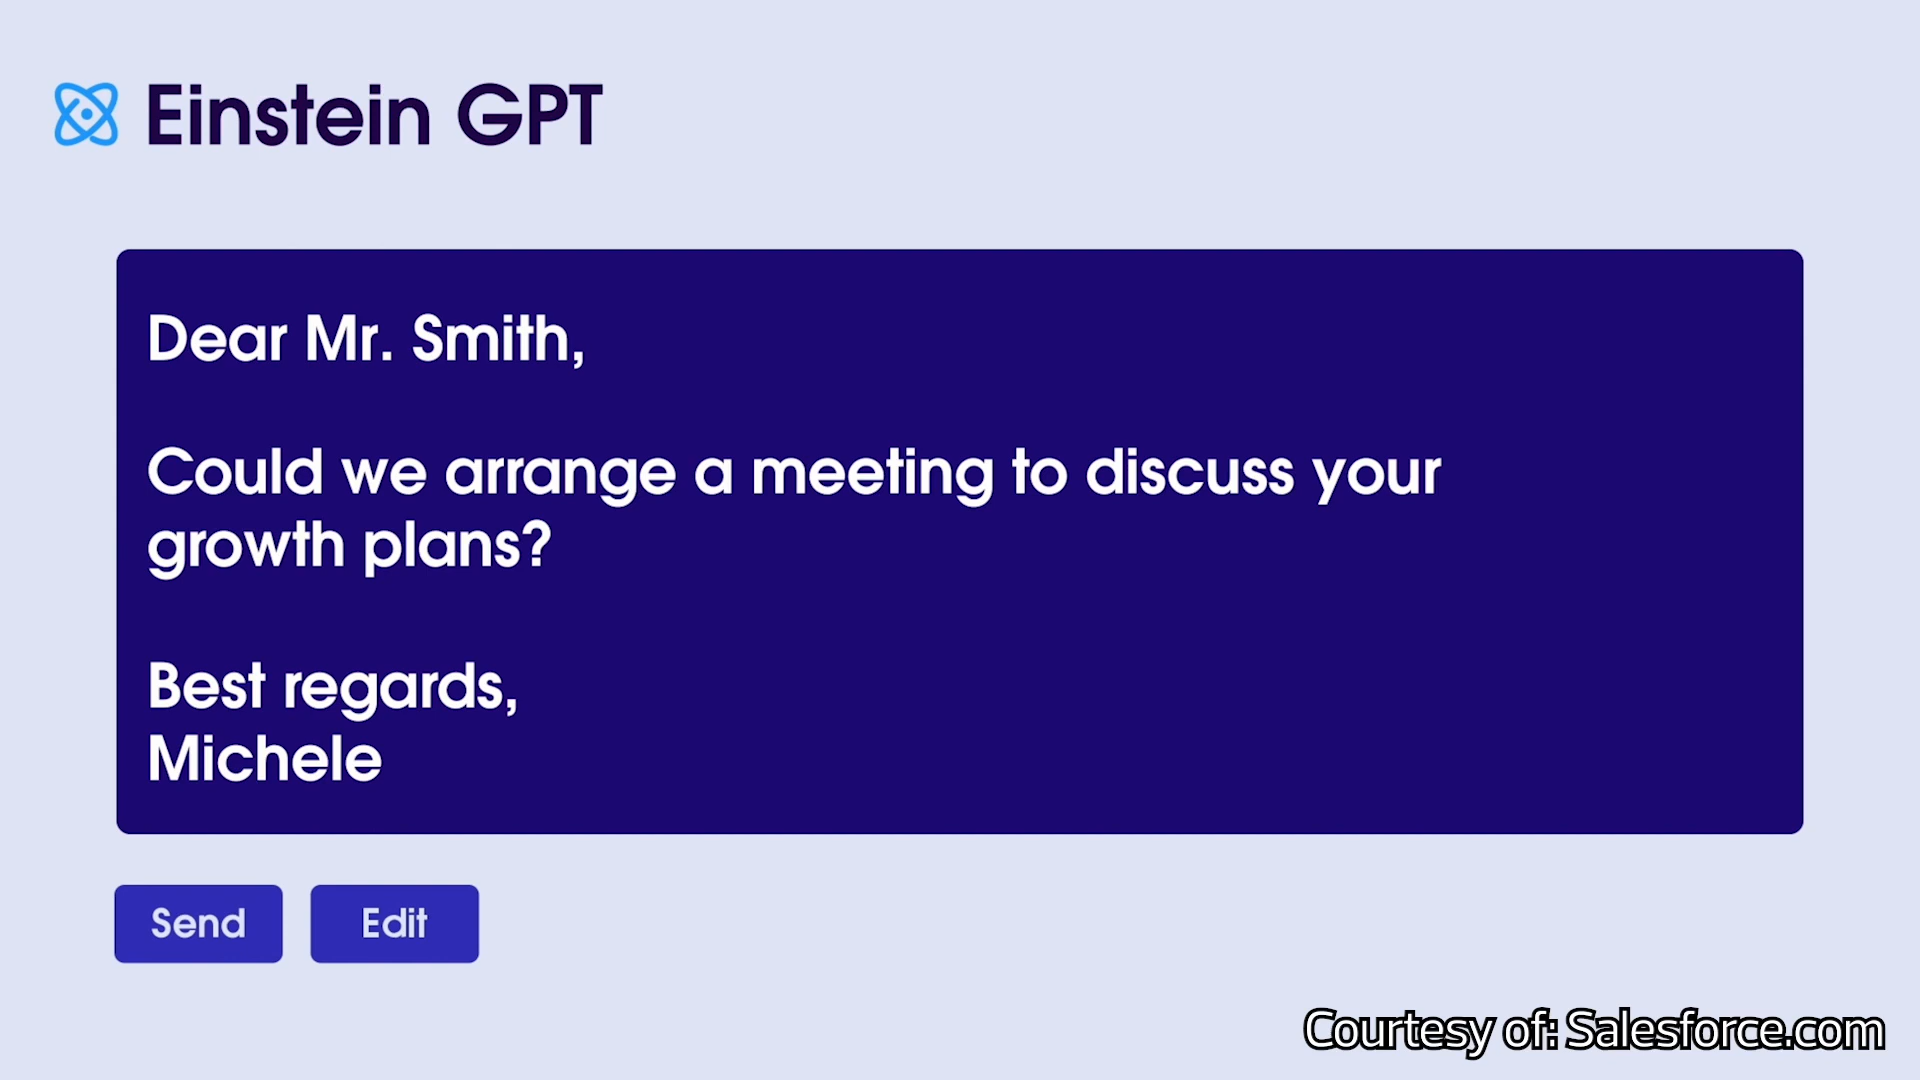 Einstein GPT
Dear Mr. Smith,
Could we arrange a meeting to discuss your
growth plans?
Best regards,
Michele
Send
Edit
Courtesy of: Salesforce.com